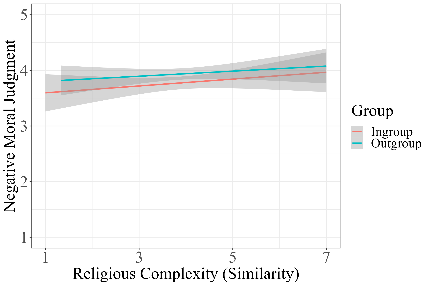 5
4
3
2
1
Negative Moral Judgment
1 3 5 7
Religious Complexity (Similarity)
Group
Ingroup
Outgroup